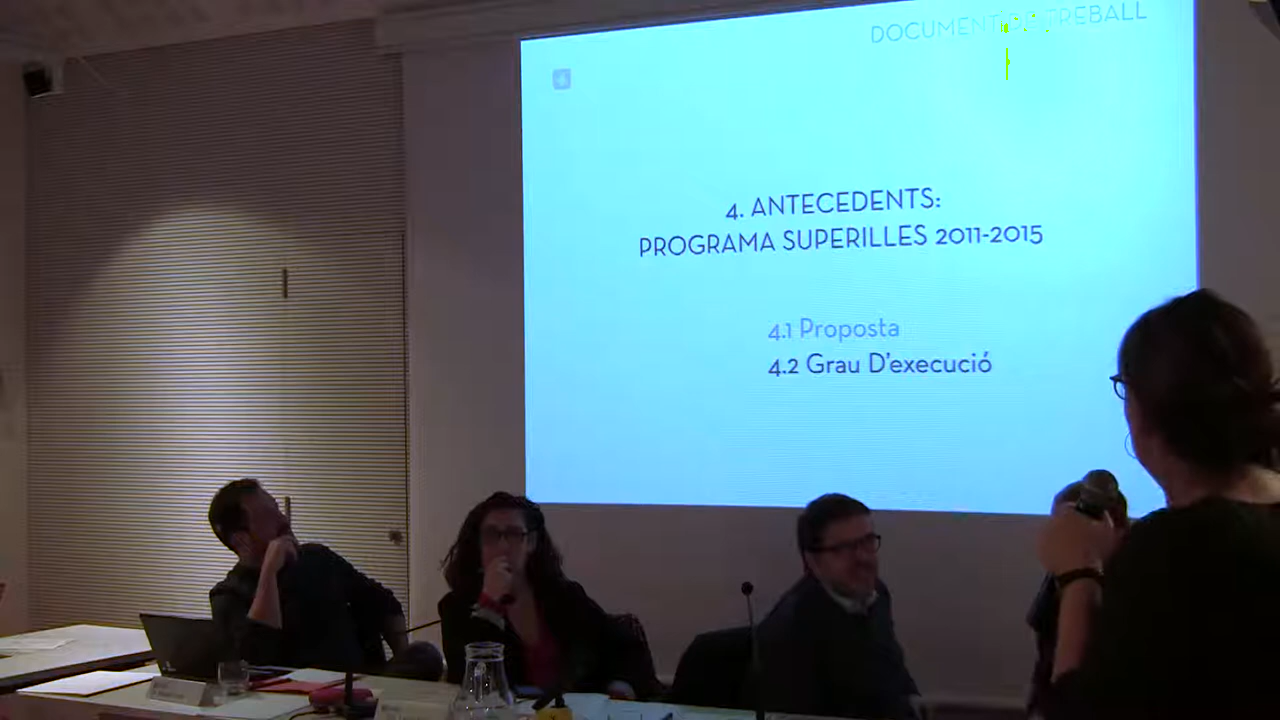 DOCUMENT DE TREBALL
4. ANTECEDENTS:
PROGRAMA SUPERILLES 2011-2015
4.1 Proposta
4.2 Grau D'execució